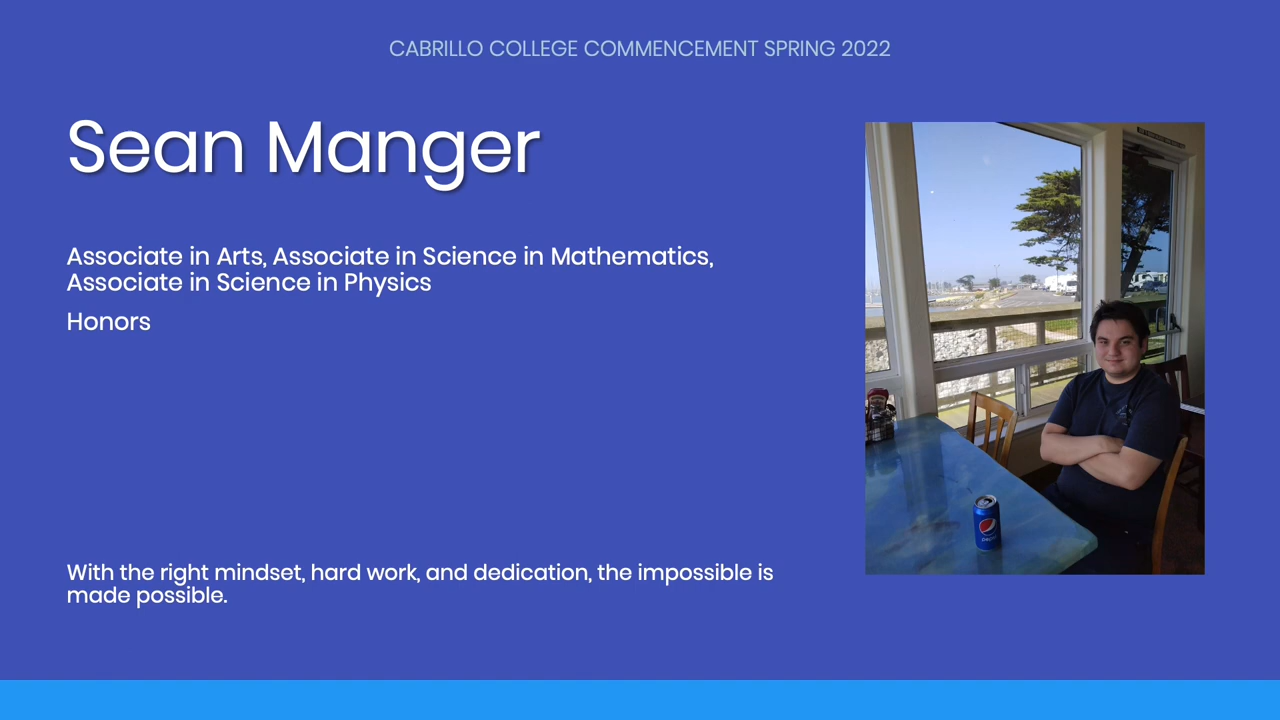 CABRILLO COLLEGE COMMENCEMENT SPRING 2022
Sean Manger
Associate in Arts, Associate in Science in Mathematics,
Associate in Science in Physics
Honors
With the right mindset, hard work, and dedication, the impossible is
made possible.
pepsi